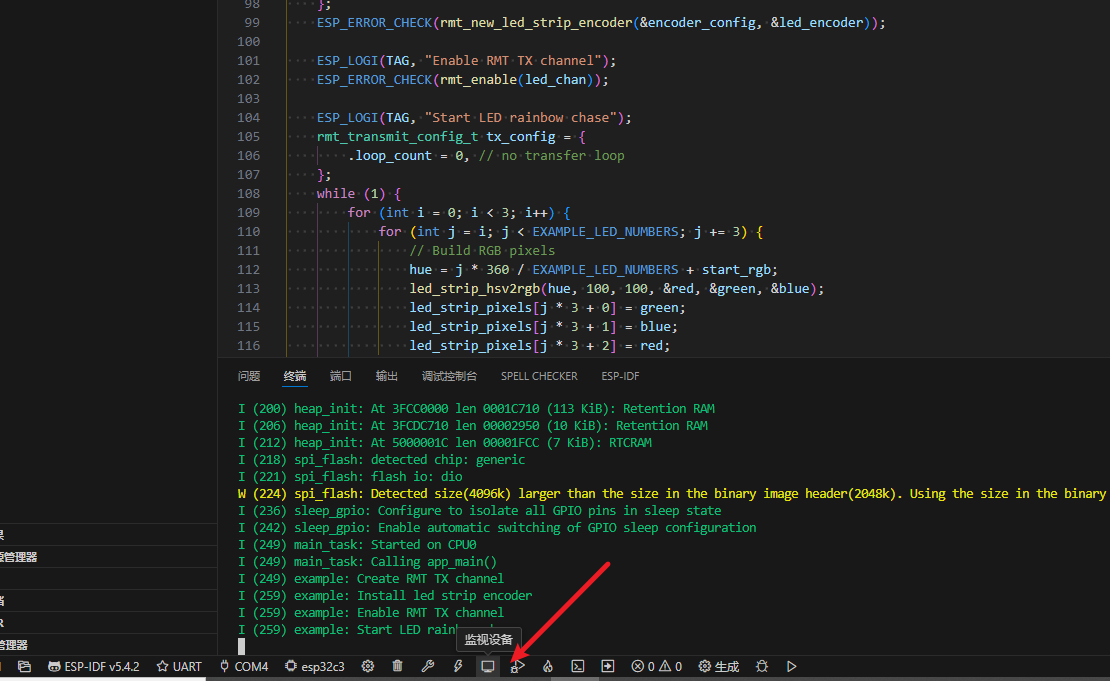 98 };
99 ESP_ERROR_CHECK(rmt_new_led_strip_encoder(&encoder_config, &led_encoder));
100
101 ESP_LOGI(TAG, "Enable RMT TX channel");
102 ESP_ERROR_CHECK(rmt_enable(led_chan));
103
104 ESP_LOGI(TAG, "Start LED rainbow chase");
105 rmt_transmit_config_t tx_config = {
106 .loop_count = 0, // no transfer loop
107 };
108 while (1) {
109 for (int i = 0; i < 3; i++) {
110 for (int j = i; j < EXAMPLE_LED_NUMBERS; j += 3) {
111 // Build RGB pixels
112 hue = j * 360 / EXAMPLE_LED_NUMBERS + start_rgb;
113 led_strip_hsv2rgb(hue, 100, 100, &red, &green, &blue);
114 led_strip_pixels[j * 3 + 0] = green;
115 led_strip_pixels[j * 3 + 1] = blue;
116 led_strip_pixels[j * 3 + 2] = red;
问题 终端 端口 输出 调试控制台 SPELL CHECKER ESP-IDF
I (200) heap_init: At 3FCC0000 len 0001C710 (113 KiB): Retention RAM
I (206) heap_init: At 3FCDC710 len 00002950 (10 KiB): Retention RAM
I (212) heap_init: At 5000001C len 00001FCC (7 KiB): RTCRAM
I (218) spi_flash: detected chip: generic
I (221) spi_flash: flash io: dio
W (224) spi_flash: Detected size(4096k) larger than the size in the binary image header(2048k). Using the size in the binary
I (236) sleep_gpio: Configure to isolate all GPIO pins in sleep state
I (242) sleep_gpio: Enable automatic switching of GPIO sleep configuration
I (249) main_task: Started on CPU0
I (249) main_task: Calling app_main()
I (249) example: Create RMT TX channel
I (259) example: Install led strip encoder
I (259) example: Enable RMT TX channel
I (259) example: Start LED
管理器
管理器
监视设备
ESP-IDF v5.4.2 UART COM4 esp32c3 0 0 生成